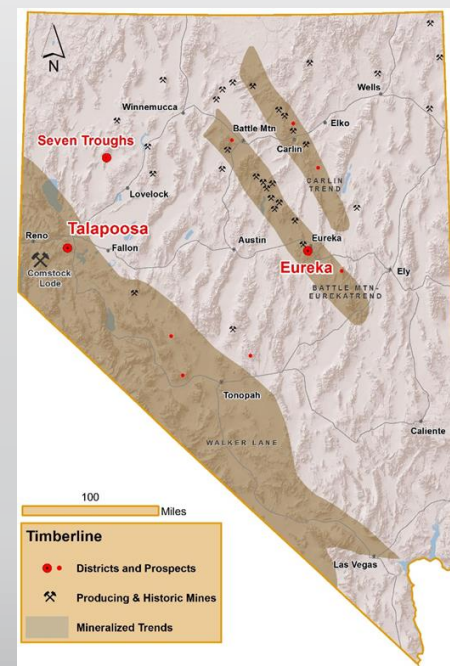 N
Wells
Winnemucca
Elko
Battle Mtn
Carlin
Seven Troughs
CARLIN
TREND
Lovelock
Talapoosa
Reno
Fallon
Austin
Eureka
Comstock
Lode
Eureka
Ely
BATTLE MTN-
EUREKATREND
Tonopah
Caliente
WALKER LANE
100
Miles
Timberline
Districts and Prospects
Producing & Historic Mines
Mineralized Trends
Las Vegas